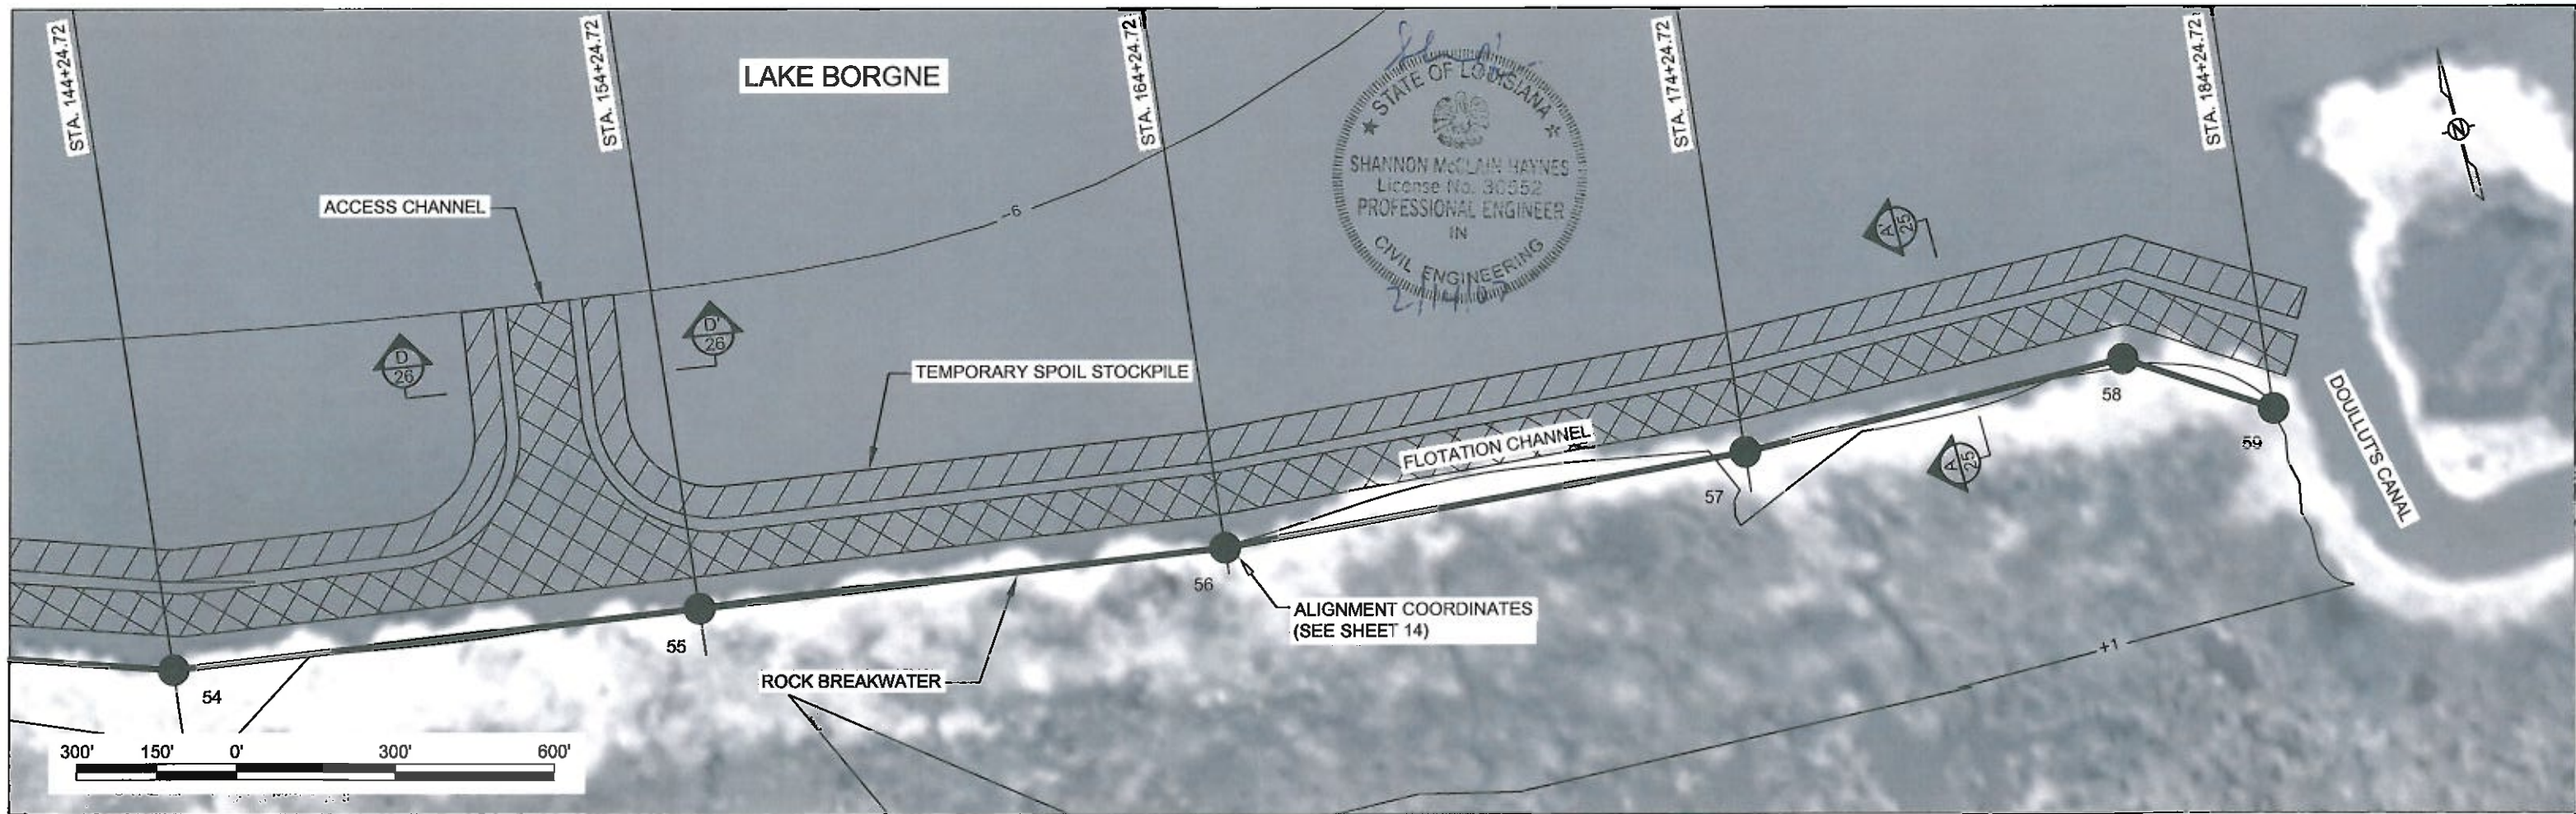 STA. 144+24.72
STA. 154+24.72
STA. 164+24.72
STA. 174+24.72
STA. 184+24.72
LAKE BORGNE
STATE OF LOUISIANA
SHANNON McCLAIN HAYNES
License No. 30552
PROFESSIONAL ENGINEER
IN
CIVIL ENGINEERING
N
ACCESS CHANNEL
-6
A'
25
D
26
D'
26
TEMPORARY SPOIL STOCKPILE
FLOTATION CHANNEL
58
DOULLUT'S CANAL
59
A
25
57
56
ALIGNMENT COORDINATES
(SEE SHEET 14)
55
+1
ROCK BREAKWATER
54
300' 150' 0' 300' 600'